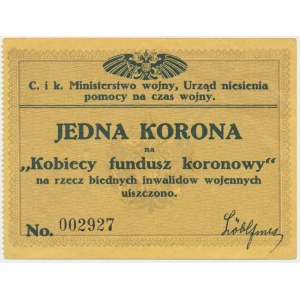 C. i k. Ministerstwo wojny, Urząd niesienia
pomocy na czas wojny.
JEDNA KORONA
na
„Kobiecy fundusz koronowy"
na rzecz biednych inwalidów wojennych
uiszczono.
No. 002927